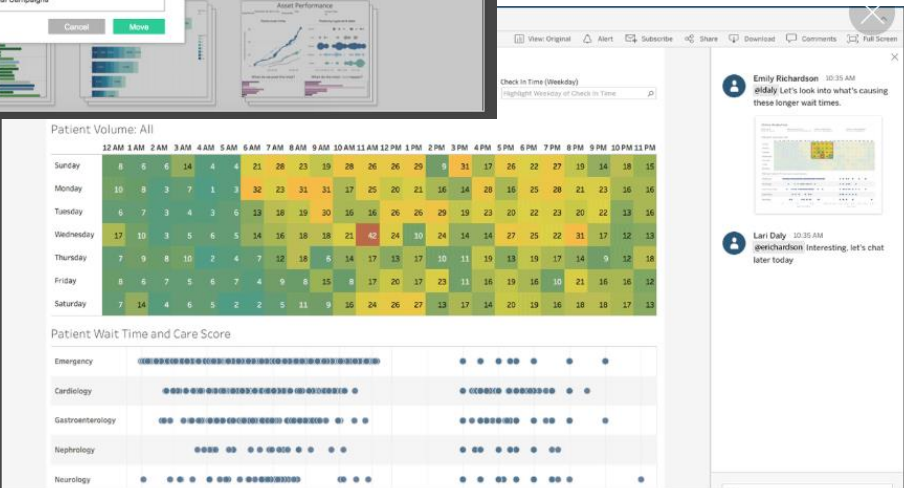 Asset Performance
Cancel Move
View: Original Alert Subscribe Share Download Comments Full Screen
Check In Time (Weekday)
Highlight Weekday of Check In Time
Patient Volume: All
12 AM 1 AM 2 AM 3 AM 4 AM 5 AM 6 AM 7 AM 8 AM 9 AM 10 AM 11 AM 12 PM 1 PM 2 PM 3 PM 4 PM 5 PM 6 PM 7 PM 8 PM 9 PM 10 PM 11 PM
Sunday 8 6 6 14 4 4 21 28 23 19 28 26 26 29 9 31 17 26 22 27 19 14 18 15
Monday 10 8 3 7 1 3 32 23 31 31 17 25 20 21 16 14 28 16 25 28 21 23 16 16
Tuesday 6 7 3 4 3 6 13 18 19 30 16 16 26 26 29 19 23 20 22 23 20 22 13 16
Wednesday 17 10 3 5 6 5 14 16 18 18 21 42 24 10 24 14 14 27 25 22 31 17 12 13
Thursday 7 9 8 10 2 4 7 12 18 6 14 17 13 17 10 11 19 13 19 17 14 9 12 18
Friday 8 6 7 5 6 7 4 9 8 15 8 17 20 17 23 11 16 19 16 10 21 16 16 12
Saturday 7 14 4 6 5 2 2 5 11 9 16 24 26 27 13 17 14 20 19 16 18 18 17 13
Patient Wait Time and Care Score
Emergency
Cardiology
Gastroenterology
Nephrology
Neurology
Emily Richardson 10:35 AM
@ldaly Let's look into what's causing
these longer wait times.
Lari Daly 10:35 AM
@erichardson Interesting, let's chat
later today